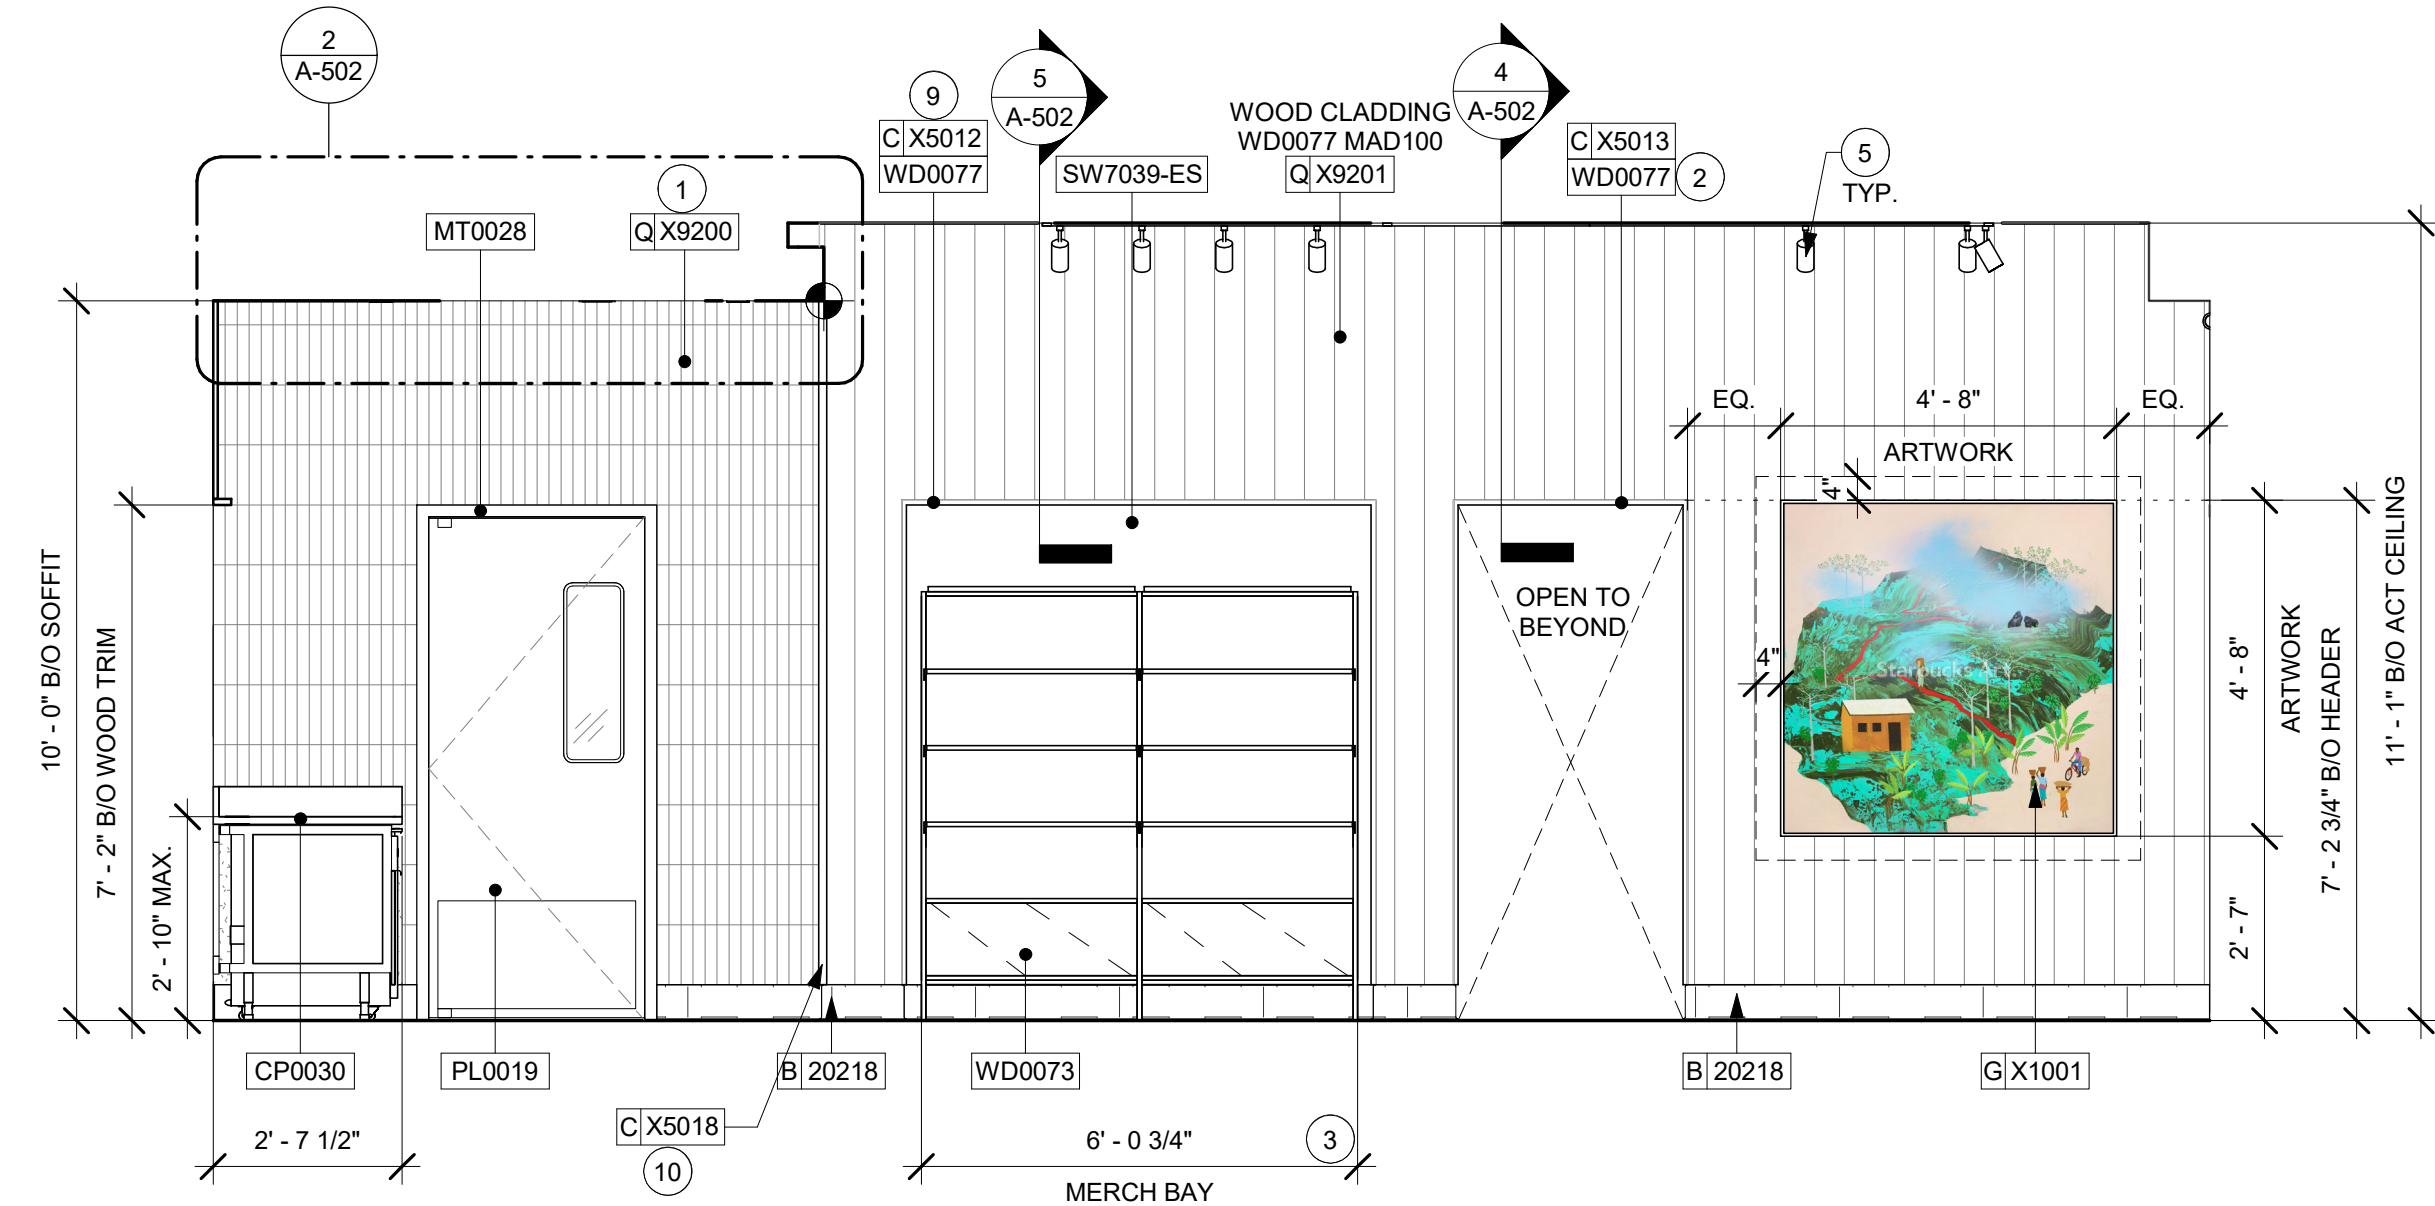 2
A-502
5
A-502
4
A-502
9
C X5012
WD0077
WOOD CLADDING
WD0077 MAD100
Q X9201
SW7039-ES
C X5013
WD0077
2
5
TYP.
1
Q X9200
MT0028
EQ.
4' - 8"
EQ.
ARTWORK
4"
4"
OPEN TO
BEYOND
Starbucks Art
10' - 0" B/O SOFFIT
7' - 2" B/O WOOD TRIM
2' - 10" MAX.
4' - 8"
ARTWORK
2' - 7"
7' - 2 3/4" B/O HEADER
11' - 1" B/O ACT CEILING
CP0030
PL0019
B 20218
WD0073
B 20218
G X1001
C X5018
10
2' - 7 1/2"
6' - 0 3/4"
3
MERCH BAY